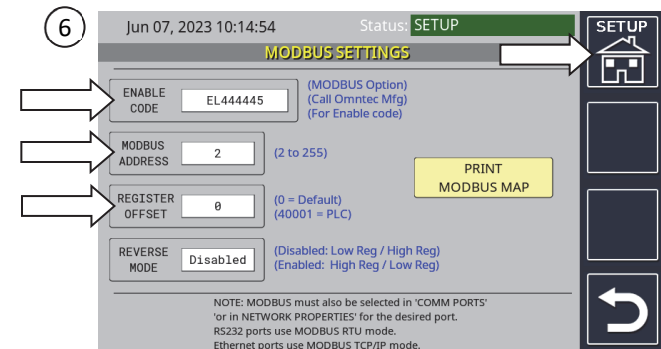 6
Jun 07, 2023 10:14:54
Status: SETUP
SETUP
MODBUS SETTINGS
ENABLE
CODE
EL444445
(MODBUS Option)
(Call Omntec Mfg)
(For Enable code)
MODBUS
ADDRESS
2
(2 to 255)
PRINT
MODBUS MAP
REGISTER
OFFSET
0
(0 = Default)
(40001 = PLC)
REVERSE
MODE
Disabled
(Disabled: Low Reg / High Reg)
(Enabled: High Reg / Low Reg)
NOTE: MODBUS must also be selected in 'COMM PORTS'
'or in NETWORK PROPERTIES' for the desired port.
RS232 ports use MODBUS RTU mode.
Ethernet ports use MODBUS TCP/IP mode.